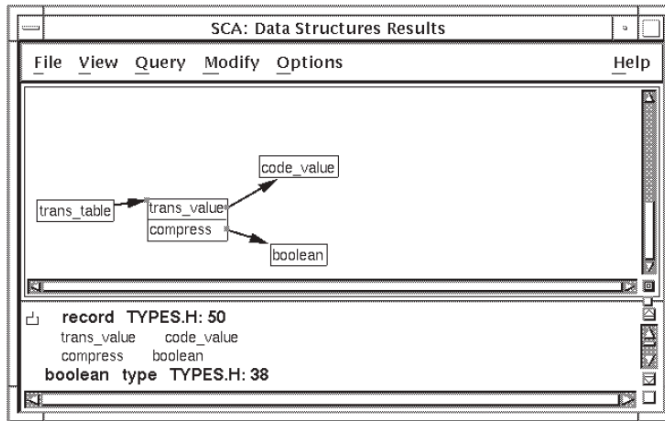 SCA: Data Structures Results
File View Query Modify Options Help
code_value
trans_table
trans_value
compress
boolean
record TYPES.H: 50
trans_value code_value
compress boolean
boolean type TYPES.H: 38